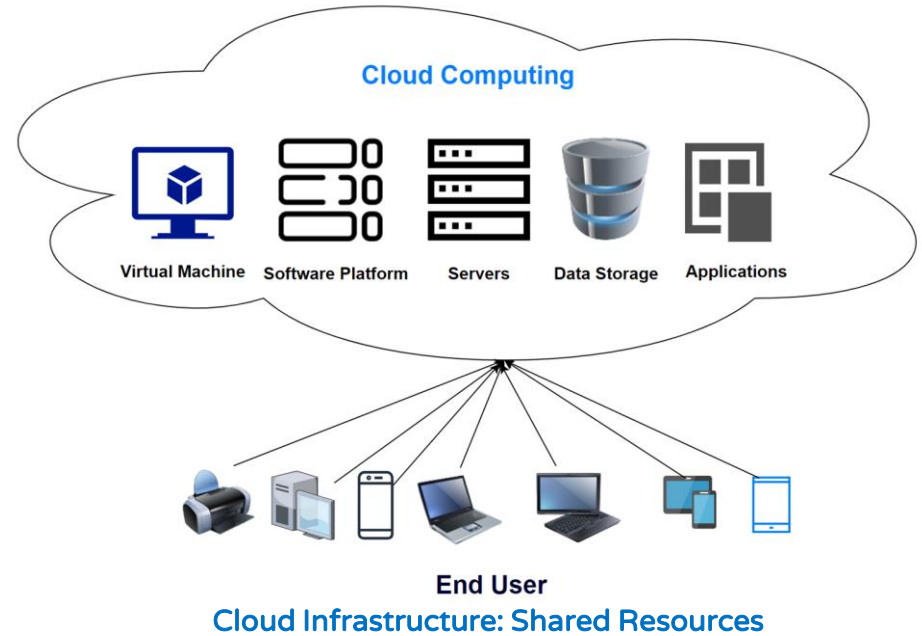 Cloud Computing
Virtual Machine
Software Platform
Servers
Data Storage
Applications
End User
Cloud Infrastructure: Shared Resources